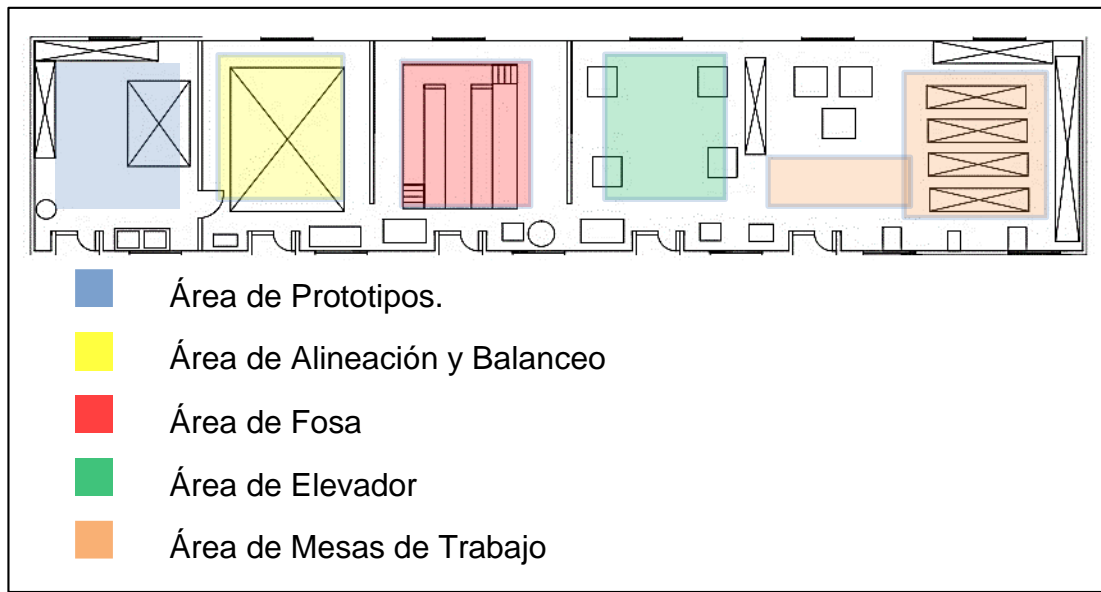 Área de Prototipos.
Área de Alineación y Balanceo
Área de Fosa
Área de Elevador
Área de Mesas de Trabajo